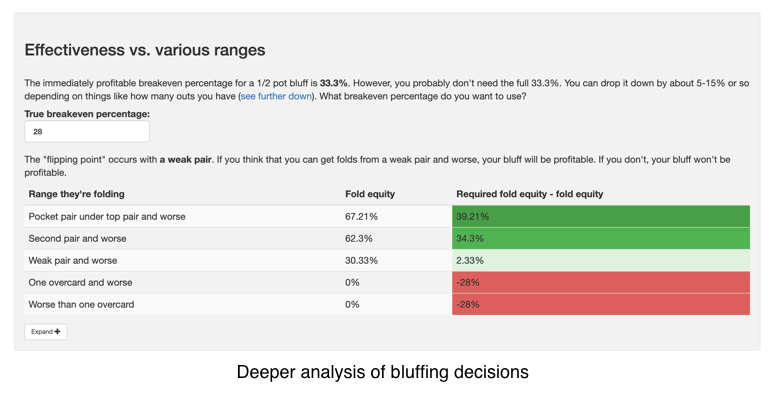 Effectiveness vs. various ranges
The immediately profitable breakeven percentage for a 1/2 pot bluff is 33.3%. However, you probably don't need the full 33.3%. You can drop it down by about 5-15% or so
depending on things like how many outs you have (see further down). What breakeven percentage do you want to use?
True breakeven percentage:
28
The "flipping point" occurs with a weak pair. If you think that you can get folds from a weak pair and worse, your bluff will be profitable. If you don't, your bluff won't be
profitable.
Range they're folding Fold equity Required fold equity - fold equity
Pocket pair under top pair and worse 67.21% 39.21%
Second pair and worse 62.3% 34.3%
Weak pair and worse 30.33% 2.33%
One overcard and worse 0% -28%
Worse than one overcard 0% -28%
Expand +
Deeper analysis of bluffing decisions